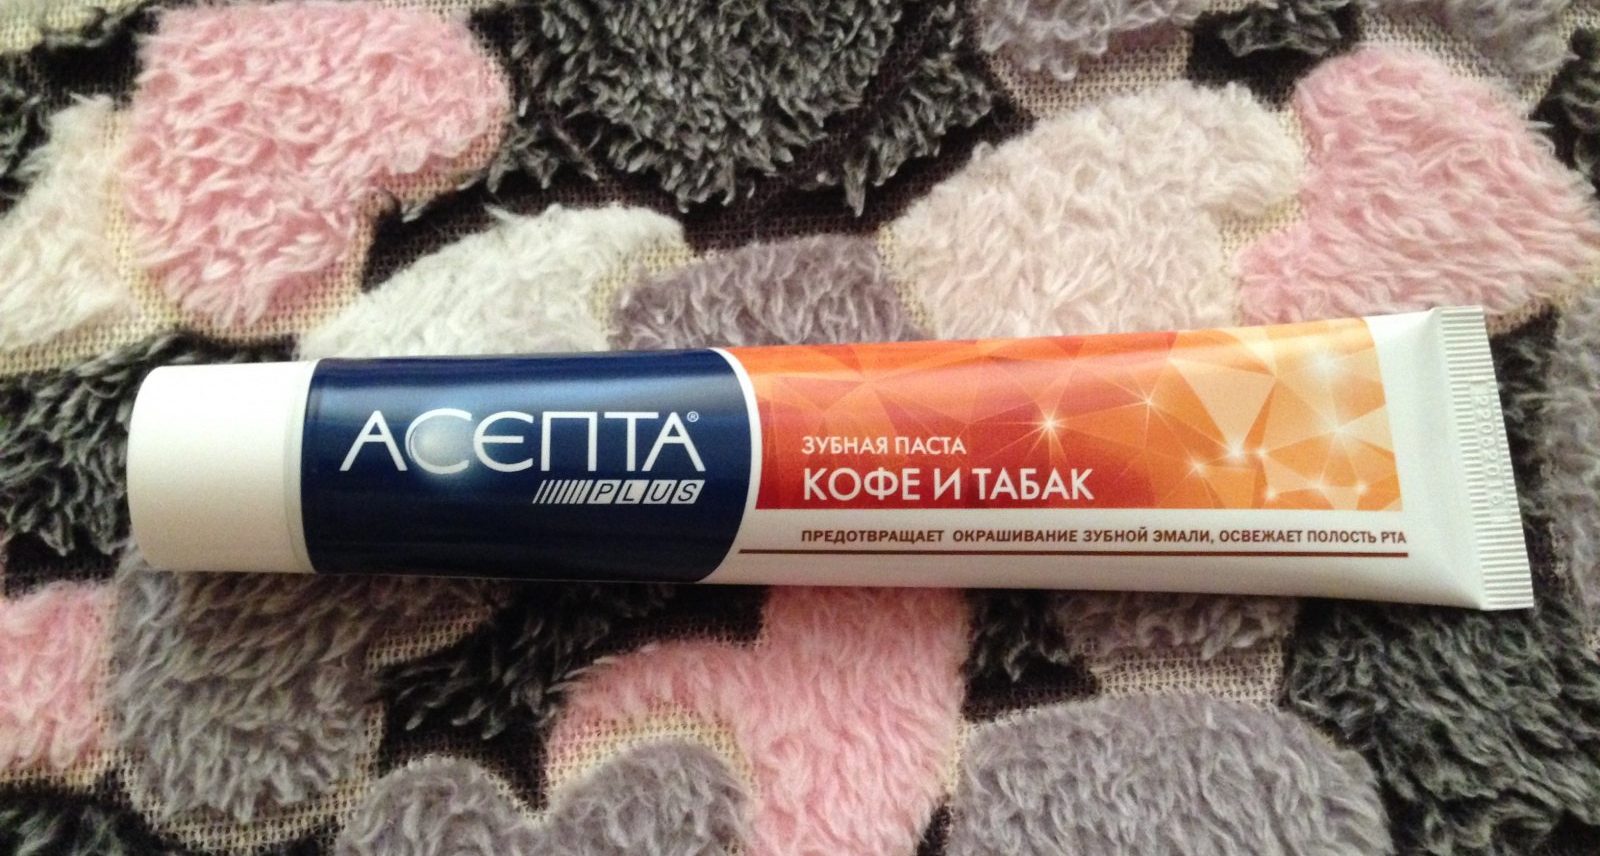 АСЕПТА®
PLUS
ЗУБНАЯ ПАСТА
КОФЕ И ТАБАК
ПРЕДОТВРАЩАЕТ ОКРАШИВАНИЕ ЗУБНОЙ ЭМАЛИ, ОСВЕЖАЕТ ПОЛОСТЬ РТА